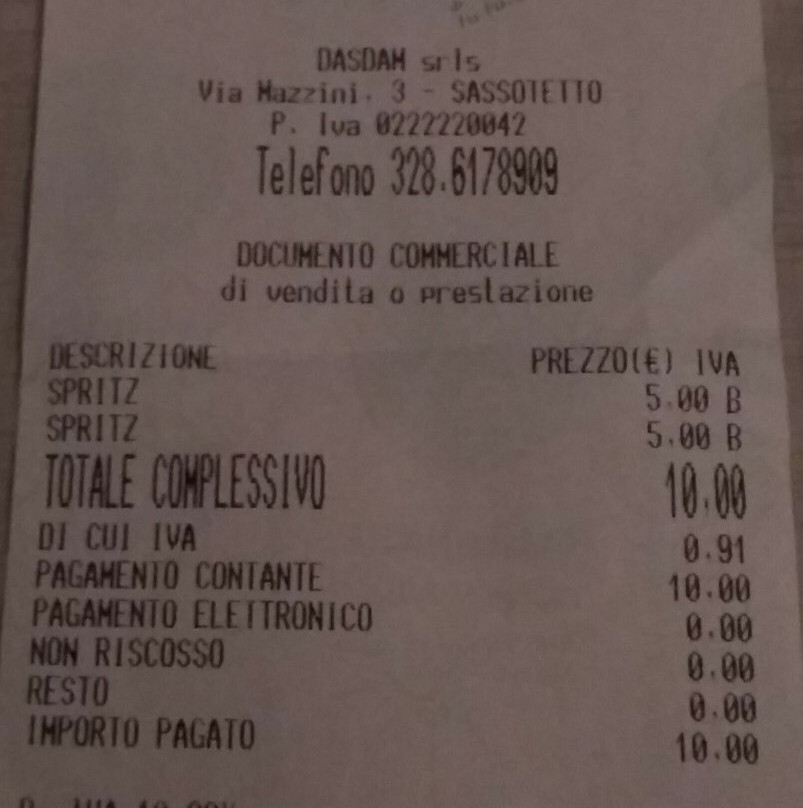 DASDAM srls
Via Mazzini. 3 - SASSOTETTO
P. Iva 0222220042
Telefono 328.6178909
DOCUMENTO COMMERCIALE
di vendita o prestazione
DESCRIZIONE PREZZO(€) IVA
SPRITZ 5.00 B
SPRITZ 5.00 B
TOTALE COMPLESSIVO 10.00
DI CUI IVA 0.91
PAGAMENTO CONTANTE 10.00
PAGAMENTO ELETTRONICO 0.00
NON RISCOSSO 0.00
RESTO 0.00
IMPORTO PAGATO 10.00